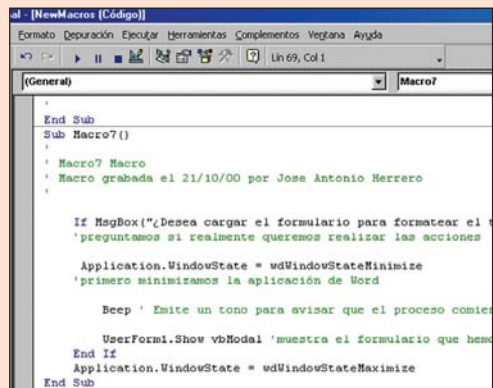 al - [NewMacros (Código)]
Formato Depuración Ejecutar Herramientas Complementos Ventana Ayuda
Lín 69, Col 1
(General) Macro7
'
End Sub
Sub Macro7()
'
' Macro7 Macro
' Macro grabada el 21/10/00 por Jose Antonio Herrero
'
If MsgBox("¿Desea cargar el formulario para formatear el t
'preguntamos si realmente queremos realizar las acciones
Application.WindowState = wdWindowStateMinimize
'primero minimizamos la aplicación de Word
Beep ' Emite un tono para avisar que el proceso comien
UserForm1.Show vbModal 'muestra el formulario que hemo
End If
Application.WindowState = wdWindowStateMaximize
End Sub